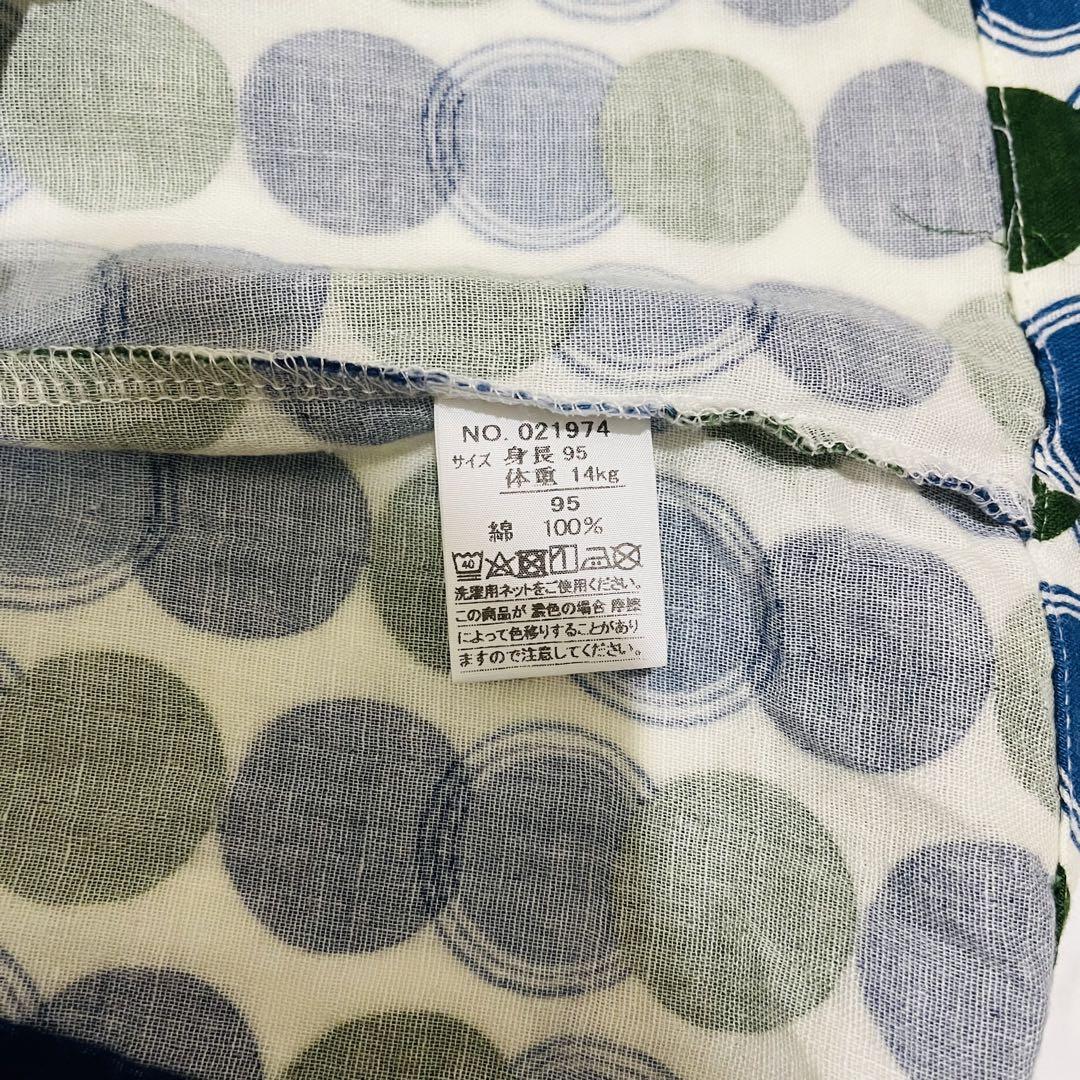 NO. 021974
サイズ 身長 95
体重 14kg
95
綿 100%
40
洗濯用ネットをご使用ください。
この商品が 濃色の場合 摩擦
によって色移りすることがあり
ますので注意してください。